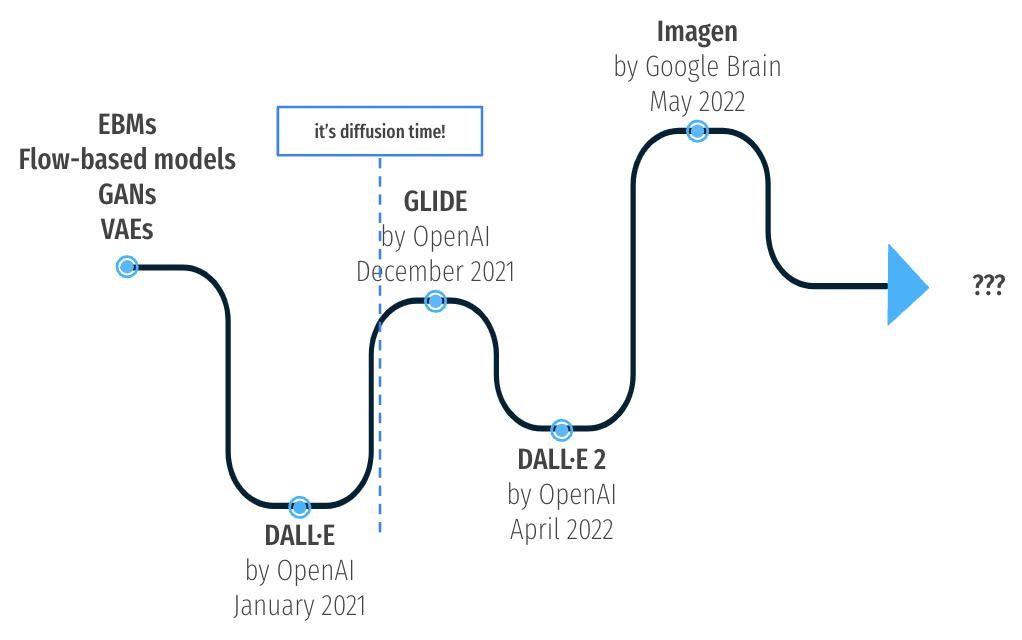 EBMs
Flow-based models
GANs
VAEs
DALL·E
by OpenAI
January 2021
it's diffusion time!
GLIDE
by OpenAI
December 2021
DALL·E 2
by OpenAI
April 2022
Imagen
by Google Brain
May 2022
???